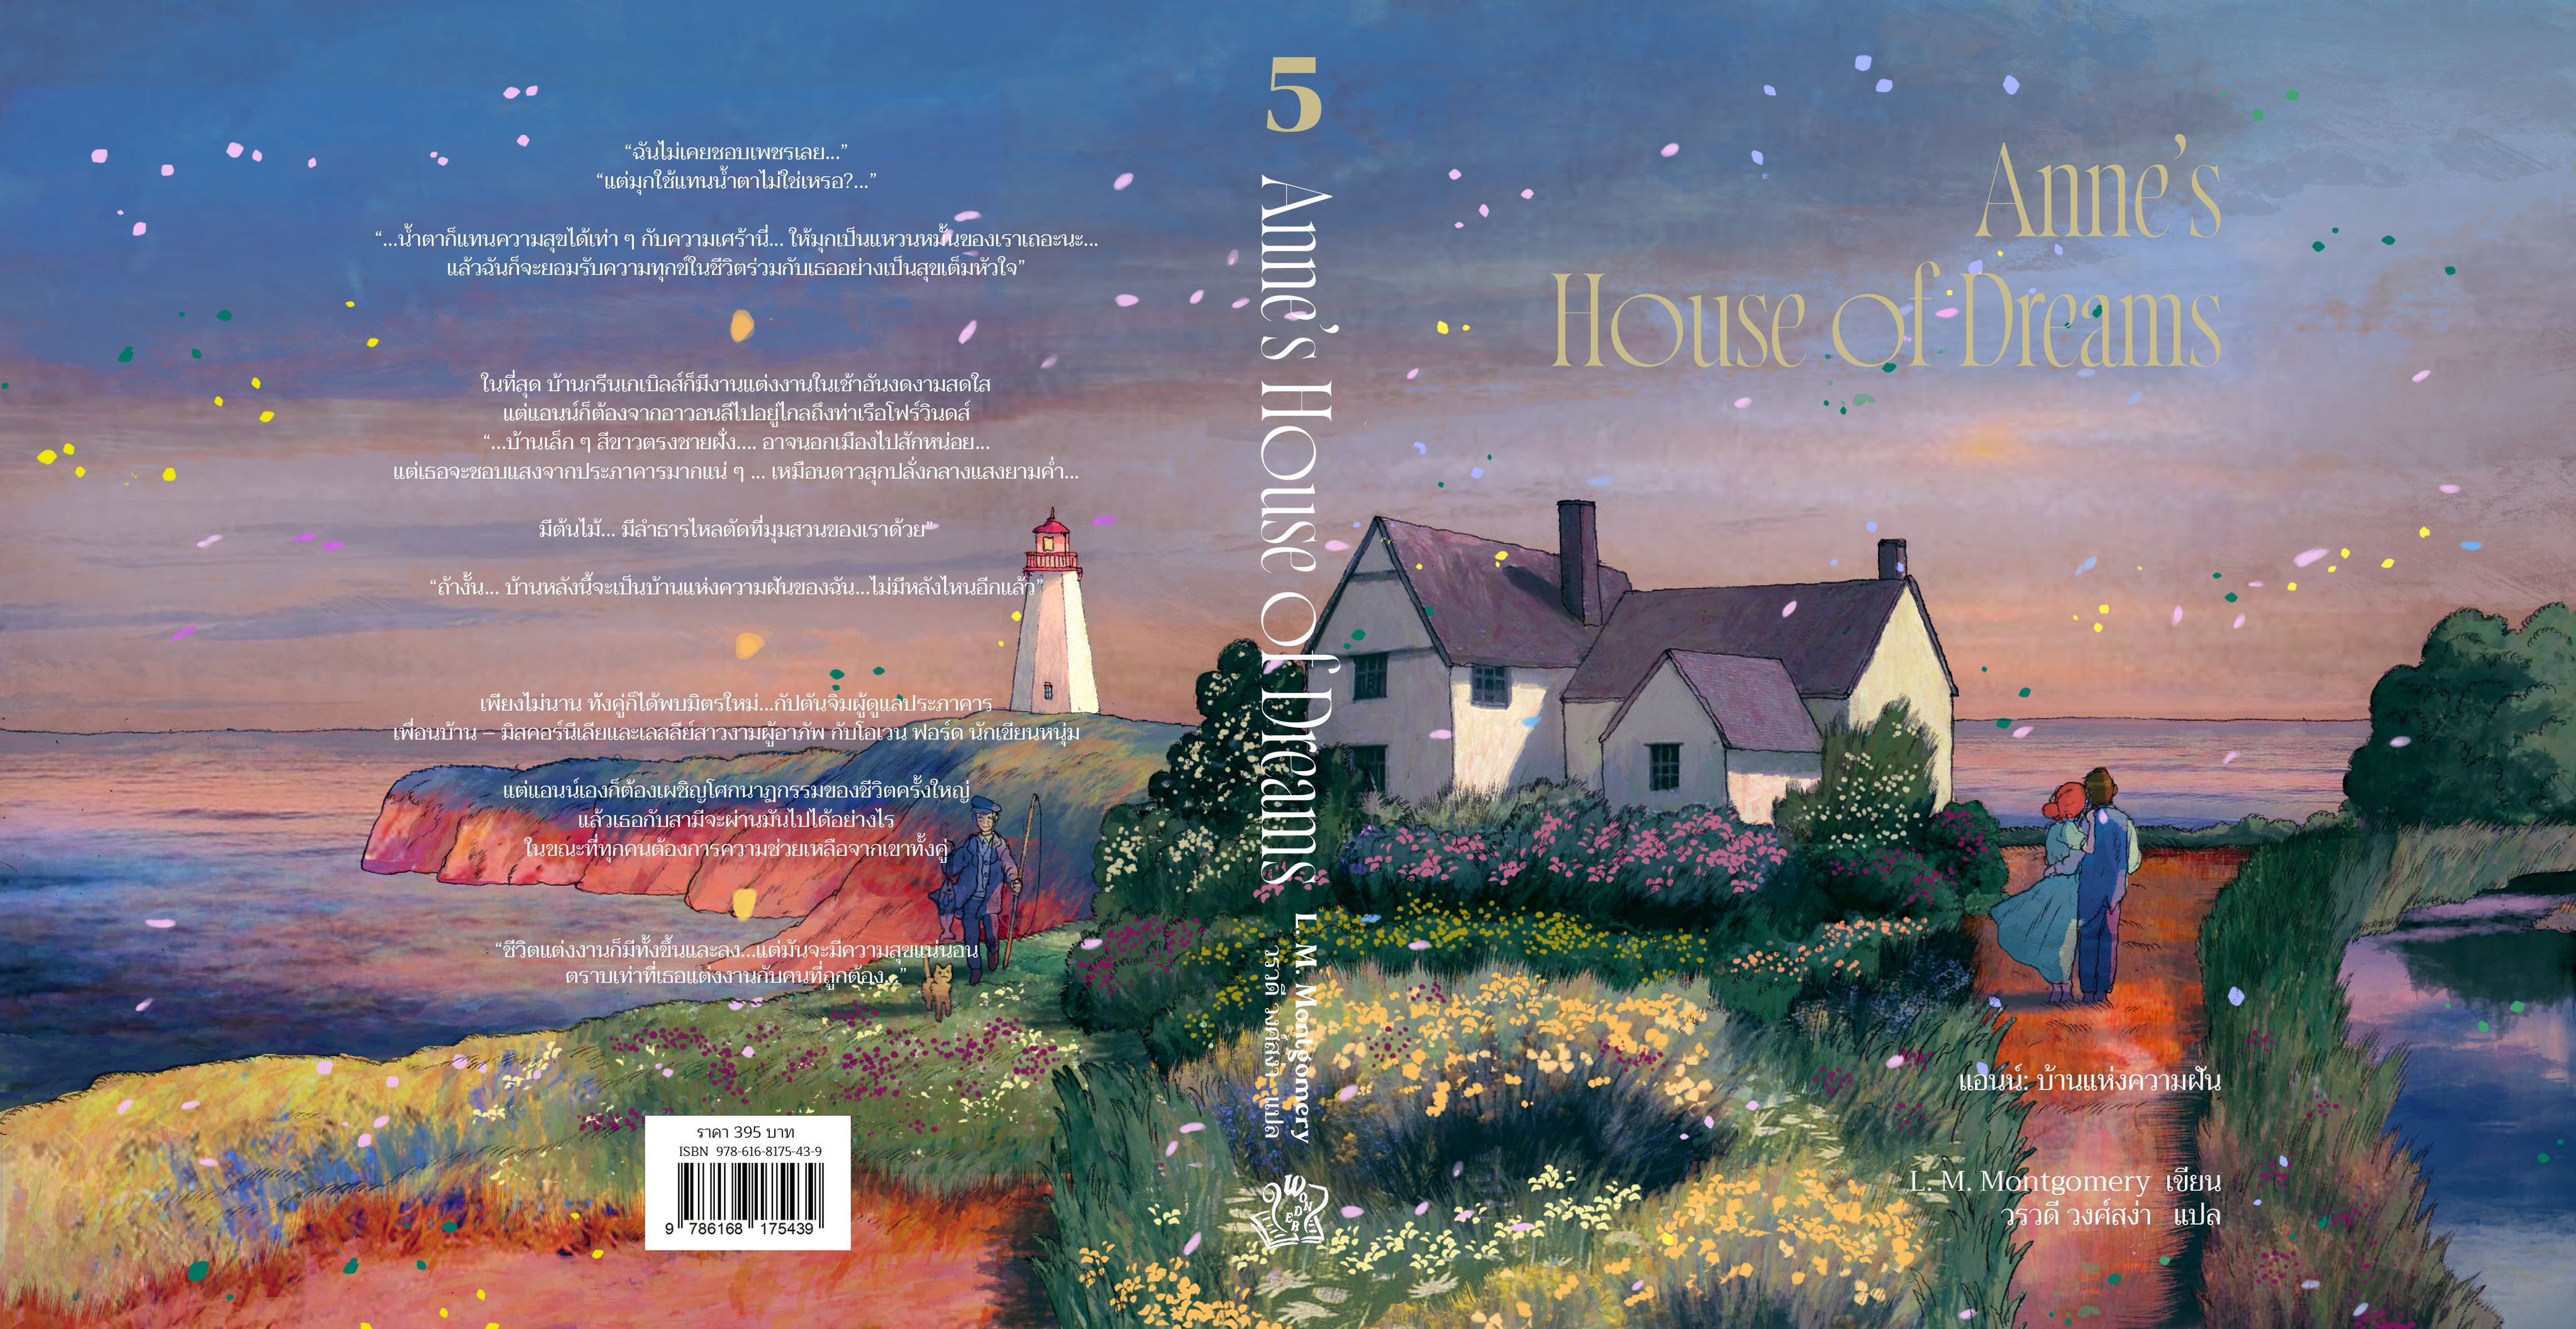 “ฉันไม่เคยชอบเพชรเลย...”
“แต่มุกใช้แทนน้ำตาไม่ใช่เหรอ?...”
“...น้ำตาก็แทนความสุขได้เท่า ๆ กับความเศร้านี่... ให้มุกเป็นแหวนหมั้นของเราเถอะนะ...
แล้วฉันก็จะยอมรับความทุกข์ในชีวิตร่วมกับเธออย่างเป็นสุขเต็มหัวใจ”
ในที่สุด บ้านกรีนเกเบิลส์ก็มีงานแต่งงานในเช้าอันงดงามสดใส
แต่แอนน์ก็ต้องจากอาวอนลีไปอยู่ไกลถึงท่าเรือโฟร์วินดส์
“...บ้านเล็ก ๆ สีขาวตรงชายฝั่ง.... อาจนอกเมืองไปสักหน่อย...
แต่เธอจะชอบแสงจากประภาคารมากแน่ ๆ ... เหมือนดาวสุกปลั่งกลางแสงยามค่ำ...
มีต้นไม้... มีลำธารไหลตัดที่มุมสวนของเราด้วย”
“ถ้างั้น... บ้านหลังนี้จะเป็นบ้านแห่งความฝันของฉัน...ไม่มีหลังไหนอีกแล้ว”
เพียงไม่นาน ทั้งคู่ก็ได้พบมิตรใหม่...กัปตันจิมผู้ดูแลประภาคาร
เพื่อนบ้าน – มิสคอร์นีเลียและเลสลีย์สาวงามผู้อาภัพ กับโอเวน ฟอร์ด นักเขียนหนุ่ม
แต่แอนน์เองก็ต้องเผชิญโศกนาฏกรรมของชีวิตครั้งใหญ่
แล้วเธอกับสามีจะผ่านมันไปได้อย่างไร
ในขณะที่ทุกคนต้องการความช่วยเหลือจากเขาทั้งคู่
“ชีวิตแต่งงานก็มีทั้งขึ้นและลง...แต่มันจะมีความสุขแน่นอน
ตราบเท่าที่เธอแต่งงานกับคนที่ถูกต้อง...”
ราคา 395 บาท
ISBN 978-616-8175-43-9
9 786168 175439
5
Anne’s House of Dreams
L. M. Montgomery
วรวดี วงศ์สง่า แปล
WONDER
Anne’s
House of Dreams
แอนน์: บ้านแห่งความฝัน
L. M. Montgomery เขียน
วรวดี วงศ์สง่า แปล